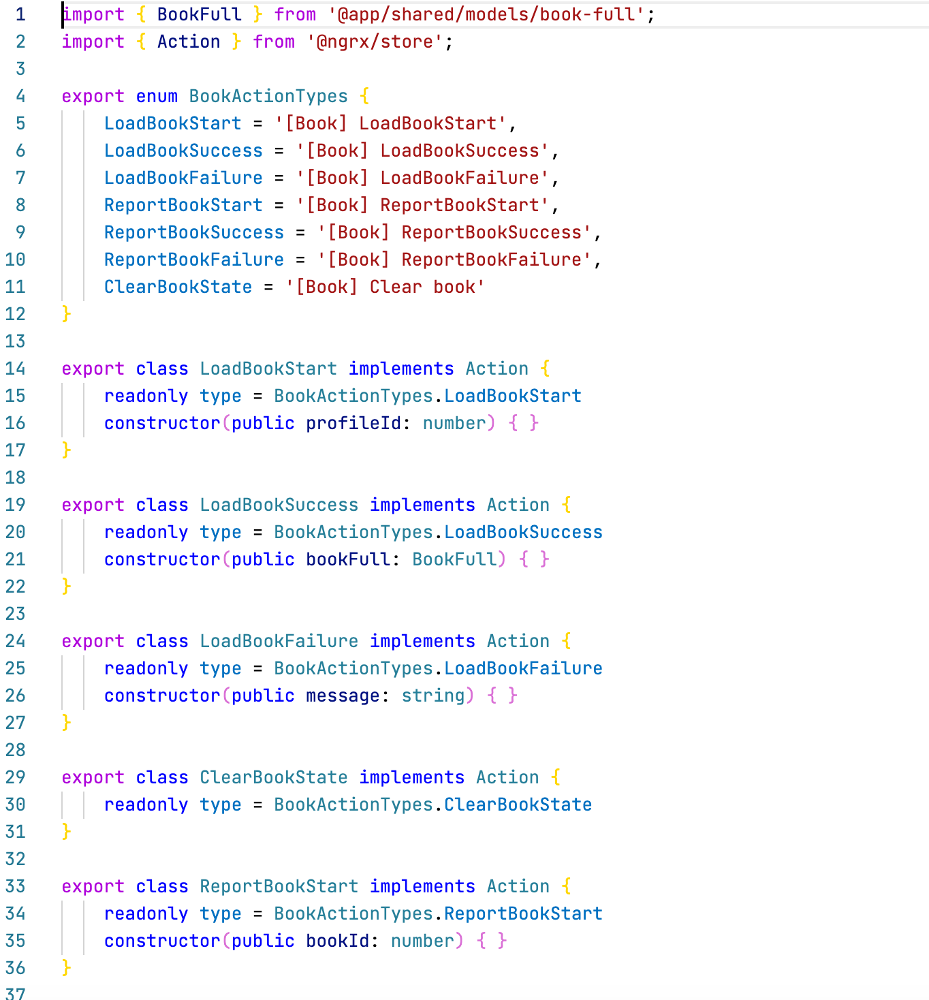 1 import { BookFull } from '@app/shared/models/book-full';
2 import { Action } from '@ngrx/store';
3
4 export enum BookActionTypes {
5 LoadBookStart = '[Book] LoadBookStart',
6 LoadBookSuccess = '[Book] LoadBookSuccess',
7 LoadBookFailure = '[Book] LoadBookFailure',
8 ReportBookStart = '[Book] ReportBookStart',
9 ReportBookSuccess = '[Book] ReportBookSuccess',
10 ReportBookFailure = '[Book] ReportBookFailure',
11 ClearBookState = '[Book] Clear book'
12 }
13
14 export class LoadBookStart implements Action {
15 readonly type = BookActionTypes.LoadBookStart
16 constructor(public profileId: number) { }
17 }
18
19 export class LoadBookSuccess implements Action {
20 readonly type = BookActionTypes.LoadBookSuccess
21 constructor(public bookFull: BookFull) { }
22 }
23
24 export class LoadBookFailure implements Action {
25 readonly type = BookActionTypes.LoadBookFailure
26 constructor(public message: string) { }
27 }
28
29 export class ClearBookState implements Action {
30 readonly type = BookActionTypes.ClearBookState
31 }
32
33 export class ReportBookStart implements Action {
34 readonly type = BookActionTypes.ReportBookStart
35 constructor(public bookId: number) { }
36 }
37